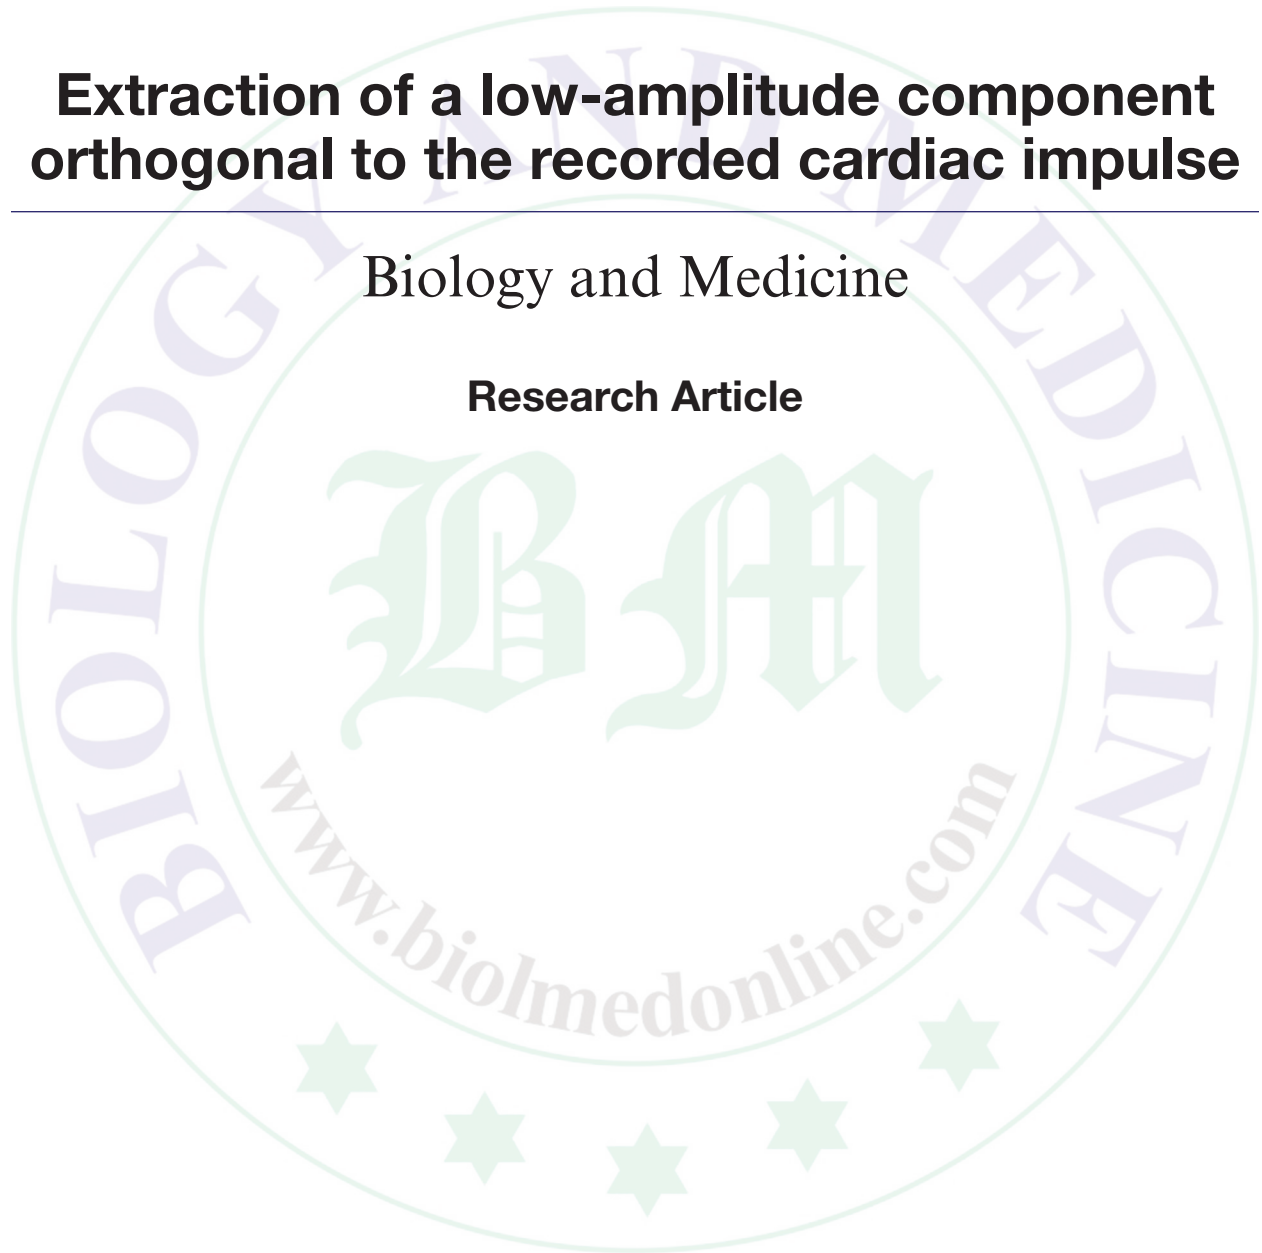 Extraction of a low-amplitude component
orthogonal to the recorded cardiac impulse
Biology and Medicine
Research Article
BIOLOGY AND MEDICINE
BM
www.biolmedonline.com